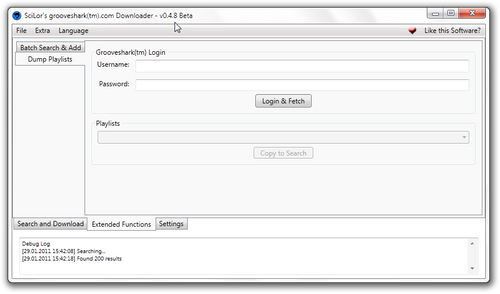 SciLor's grooveshark(tm).com Downloader - v0.4.8 Beta
File Extra Language Like this Software?
Batch Search & Add
Dump Playlists
Grooveshark(tm) Login
Username:
Password:
Login & Fetch
Playlists
Copy to Search
Search and Download Extended Functions Settings
Debug Log
[29.01.2011 15:42:08] Searching...
[29.01.2011 15:42:18] Found 200 results